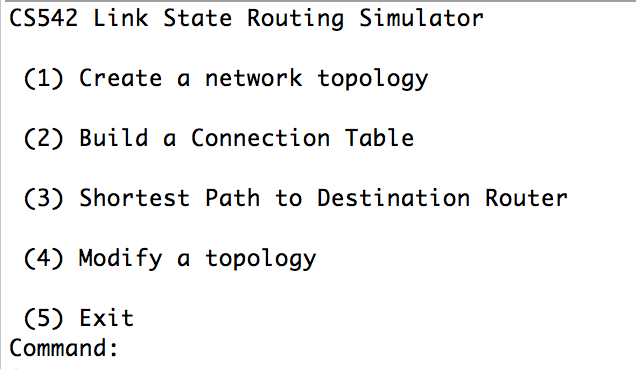 CS542 Link State Routing Simulator
(1) Create a network topology
(2) Build a Connection Table
(3) Shortest Path to Destination Router
(4) Modify a topology
(5) Exit
Command: